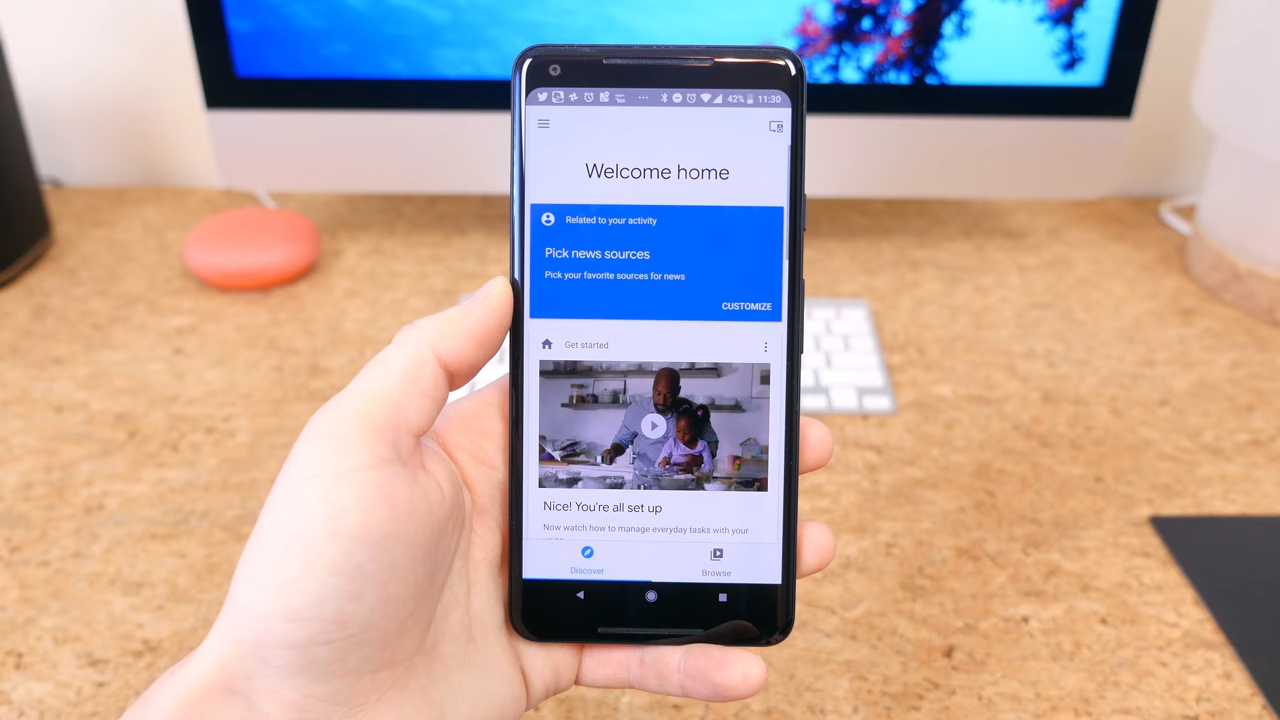 42% 11:30
Welcome home
Related to your activity
Pick news sources
Pick your favorite sources for news
CUSTOMIZE
Get started
Nice! You're all set up
Now watch how to manage everyday tasks with your
Discover
Browse